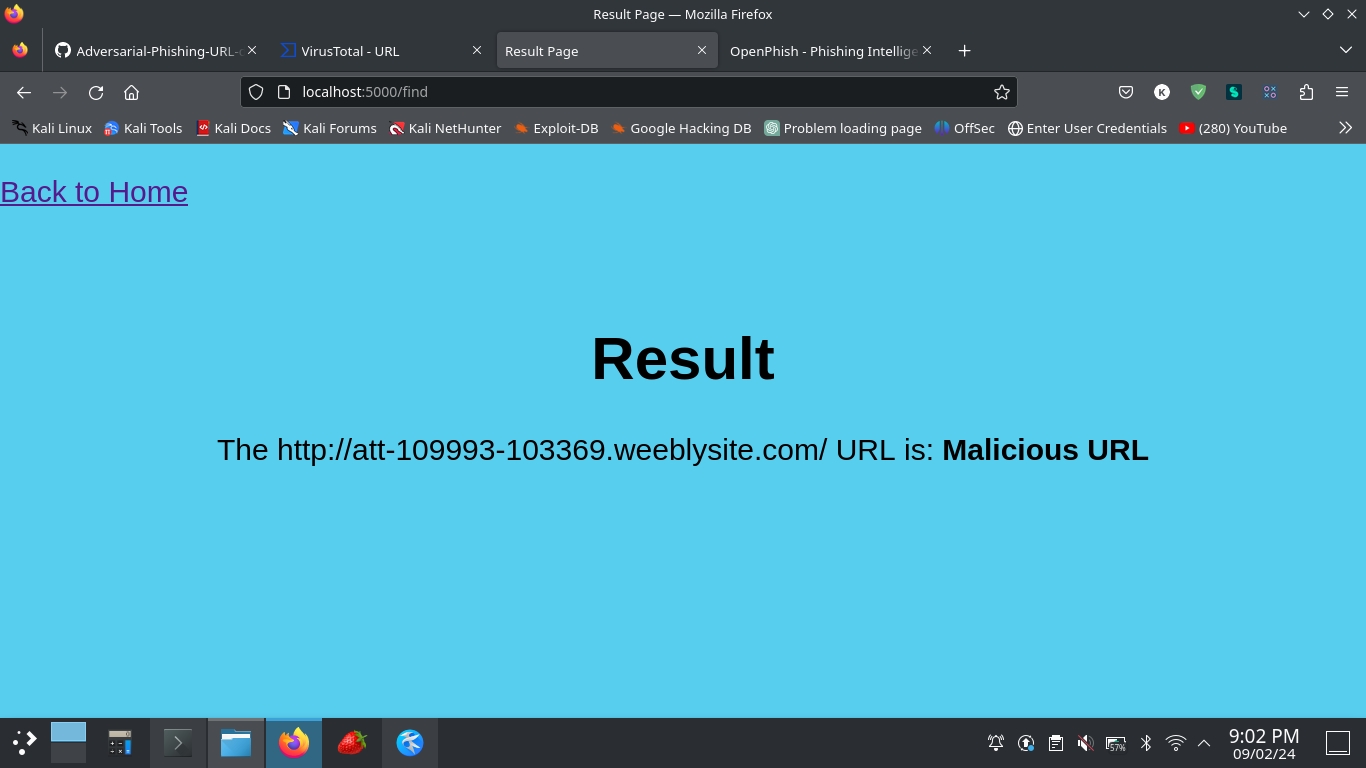 Result Page — Mozilla Firefox
Adversarial-Phishing-URL-
VirusTotal - URL
Result Page
OpenPhish - Phishing Intellige
localhost:5000/find
K
Kali Linux
Kali Tools
Kali Docs
Kali Forums
Kali NetHunter
Exploit-DB
Google Hacking DB
Problem loading page
OffSec
Enter User Credentials
(280) YouTube
Back to Home
Result
The http://att-109993-103369.weeblysite.com/ URL is: Malicious URL
57%
9:02 PM
09/02/24